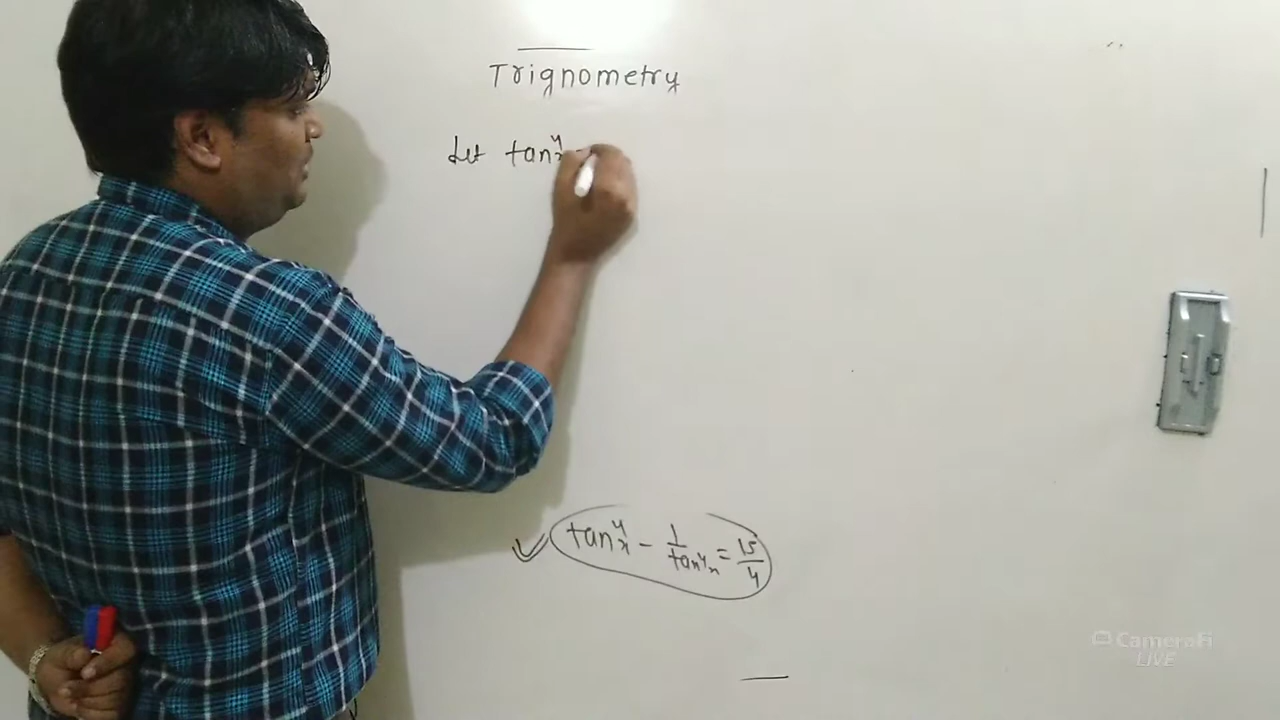 Trignometry
Let tan⁴x =
tan⁴x - 1/tan⁴x = 15/4
CameraFi
LIVE